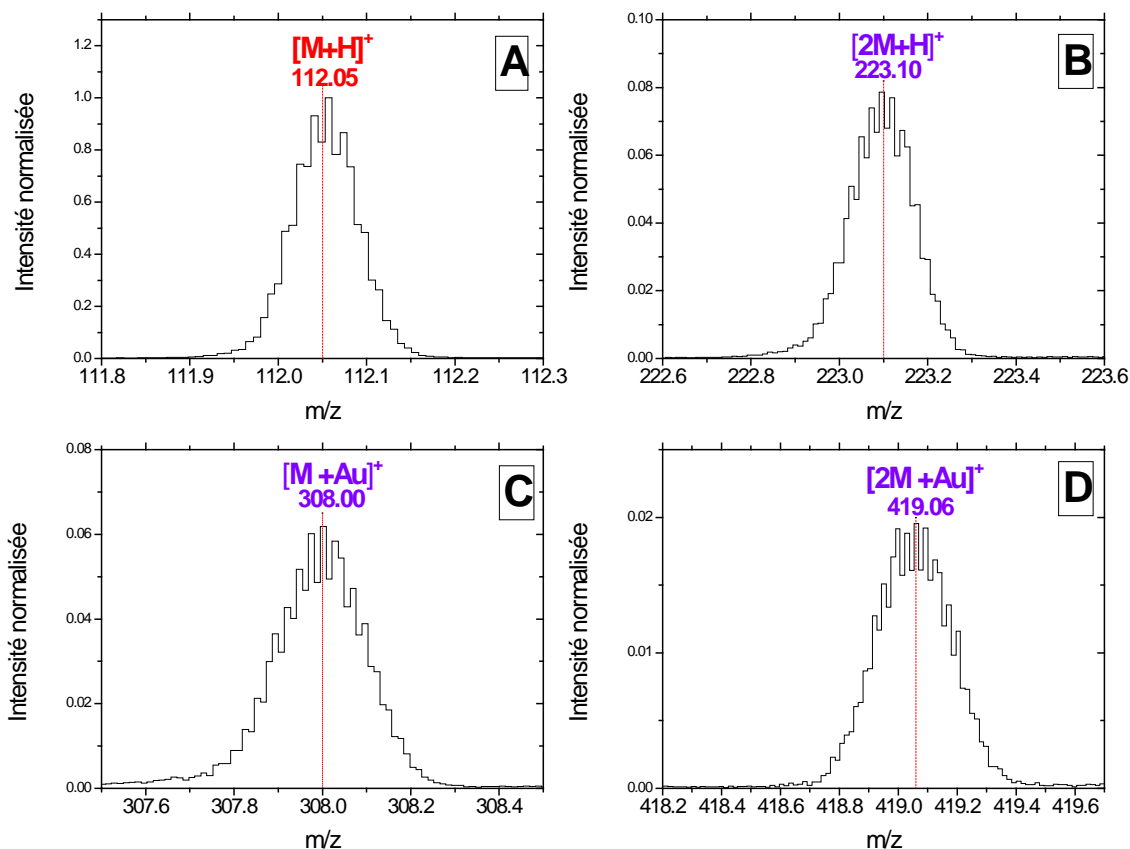 [M+H]+
112.05
A
Intensité normalisée
1.2
1.0
0.8
0.6
0.4
0.2
0.0
111.8 111.9 112.0 112.1 112.2 112.3
m/z
[2M+H]+
223.10
B
Intensité normalisée
0.10
0.08
0.06
0.04
0.02
0.00
222.6 222.8 223.0 223.2 223.4 223.6
m/z
[M +Au]+
308.00
C
Intensité normalisée
0.08
0.06
0.04
0.02
0.00
307.6 307.8 308.0 308.2 308.4
m/z
[2M +Au]+
419.06
D
Intensité normalisée
0.02
0.01
0.00
418.2 418.4 418.6 418.8 419.0 419.2 419.4 419.6
m/z